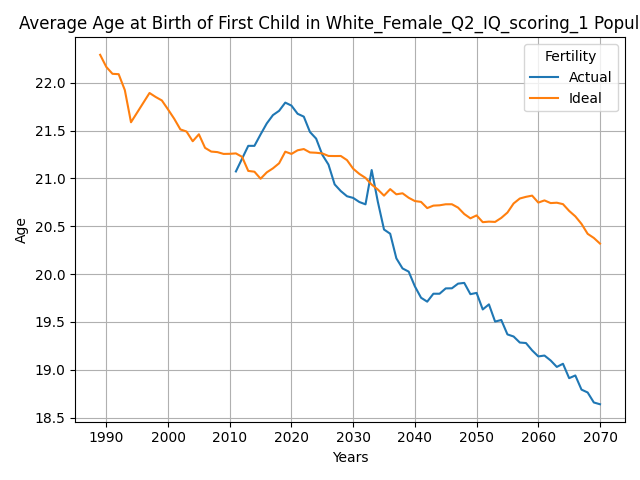 Average Age at Birth of First Child in White_Female_Q2_IQ_scoring_1 Popul
Fertility
Actual
Ideal
Age
22.0
21.5
21.0
20.5
20.0
19.5
19.0
18.5
1990 2000 2010 2020 2030 2040 2050 2060 2070
Years